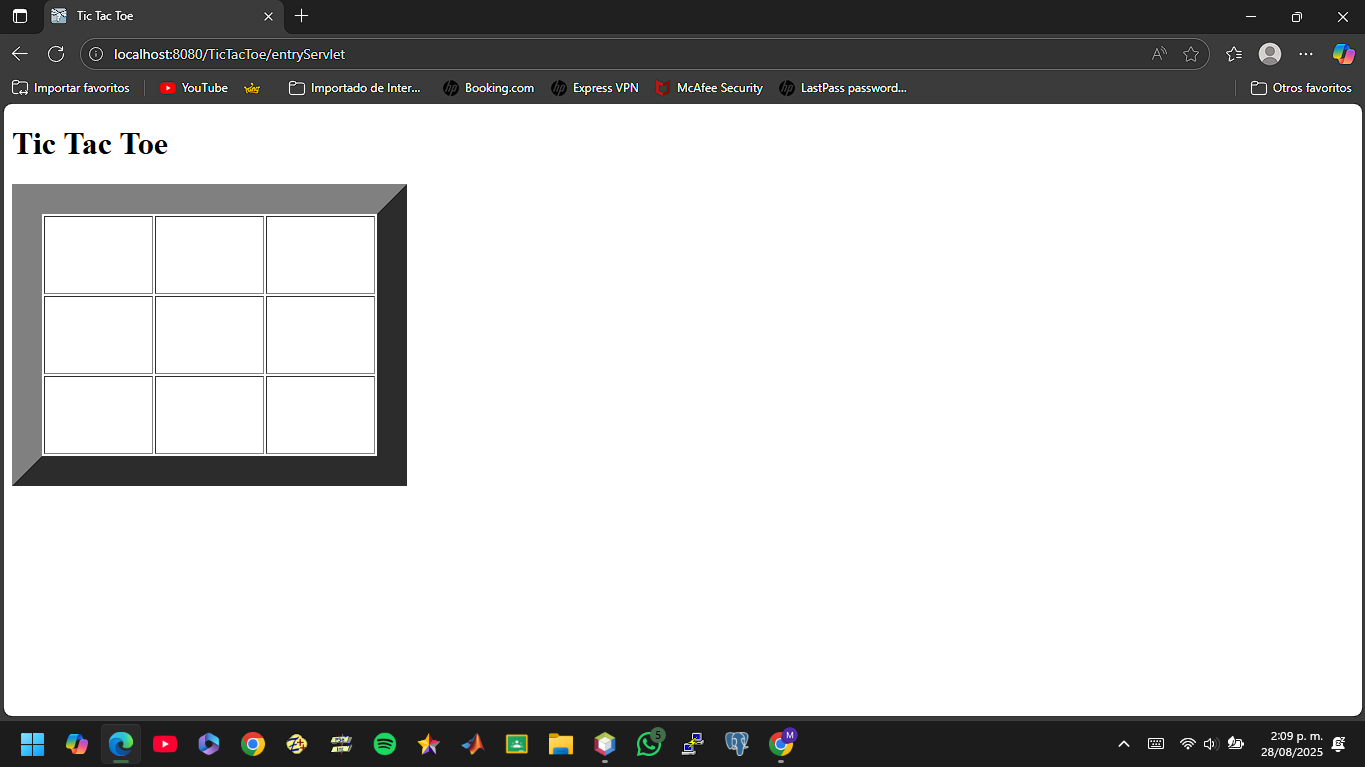 Tic Tac Toe
localhost:8080/TicTacToe/entryServlet
Importar favoritos YouTube Importado de Inter... Booking.com Express VPN McAfee Security LastPass password... Otros favoritos
Tic Tac Toe
5 M 2:09 p. m.
28/08/2025